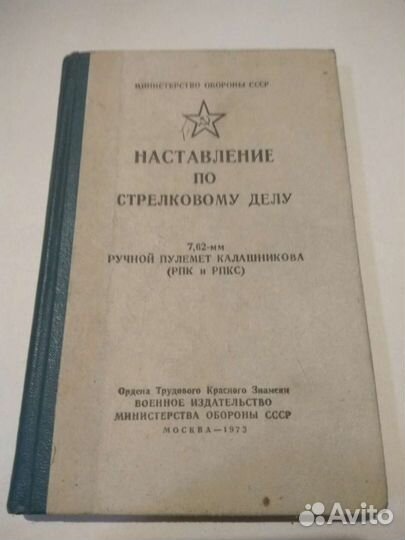 МИНИСТЕРСТВО ОБОРОНЫ СССР
НАСТАВЛЕНИЕ
ПО
СТРЕЛКОВОМУ ДЕЛУ
7,62-мм
РУЧНОЙ ПУЛЕМЕТ КАЛАШНИКОВА
(РПК и РПКС)
Ордена Трудового Красного Знамени
ВОЕННОЕ ИЗДАТЕЛЬСТВО
МИНИСТЕРСТВА ОБОРОНЫ СССР
МОСКВА—1973
Avito